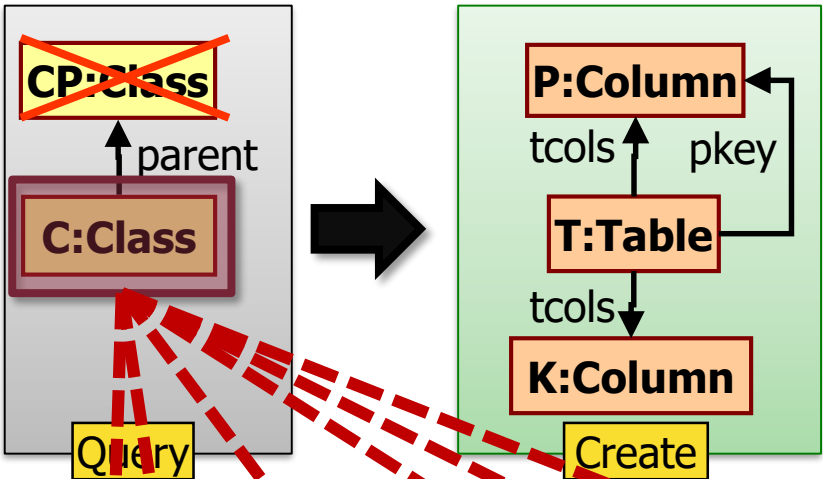 CP:Class
parent
C:Class
Query
P:Column
tcols
pkey
T:Table
tcols
K:Column
Create